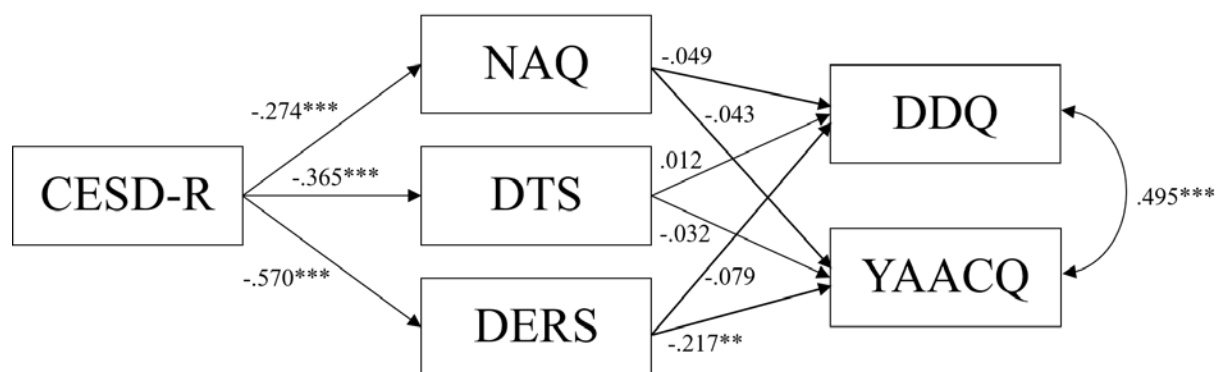 NAQ
-.049
-.274***
-.043
DDQ
CESD-R
-.365***
DTS
.012
.495***
-.032
-.570***
-.079
YAACQ
DERS
-.217**